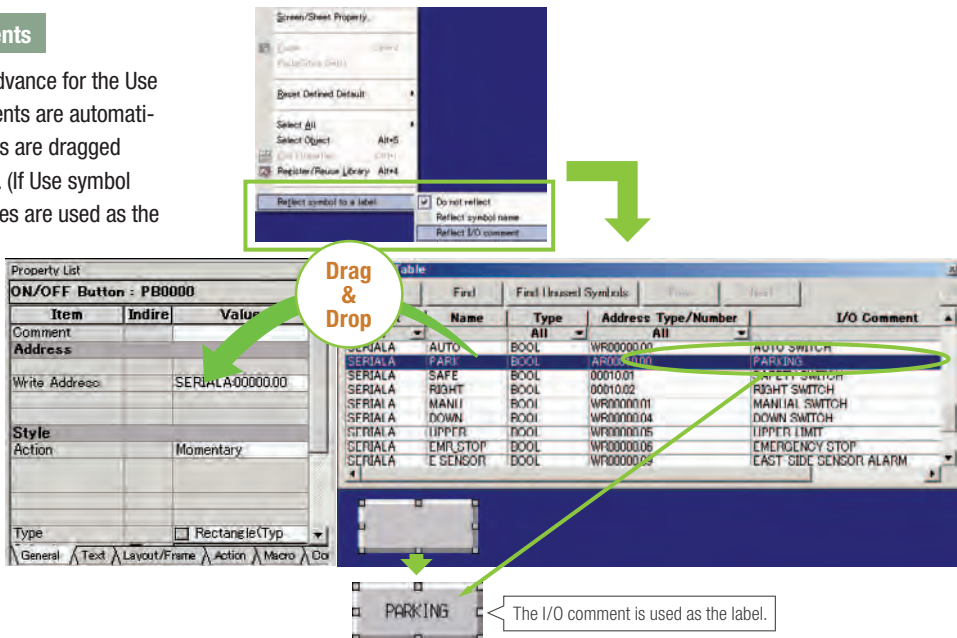 ents
dvance for the Use
ents are automati-
s are dragged
. (If Use symbol
es are used as the
Screen/Sheet Property...
Reset Defined Default
Select All
Select Object Alt+S
Register/Reuse Library Alt+4
Reflect symbol to a label
Do not reflect
Reflect symbol name
Reflect I/O comment
Drag
&
Drop
Property List
ON/OFF Button : PB0000
Item Indire Value
Comment
Address
Write Address SERIALA:00000.00
Style
Action Momentary
Type Rectangle(Typ
General Text Layout/Frame Action Macro
able
Find Find Unused Symbols
Name Type Address Type/Number I/O Comment
All All
SERIALA AUTO BOOL WR00000.00 AUTO SWITCH
SERIALA PARK BOOL PARKING
SERIALA SAFE BOOL 00010.01 SAFETY SWITCH
SERIALA RIGHT BOOL 00010.02 RIGHT SWITCH
SERIALA MANU BOOL WR00000.01 MANUAL SWITCH
SERIALA DOWN BOOL WR00000.04 DOWN SWITCH
SERIALA UPPER BOOL WR00000.05 UPPER LIMIT
SERIALA EMR_STOP BOOL WR00000.06 EMERGENCY STOP
SERIALA E SENSOR BOOL WR00000.09 EAST SIDE SENSOR ALARM
PARKING
The I/O comment is used as the label.